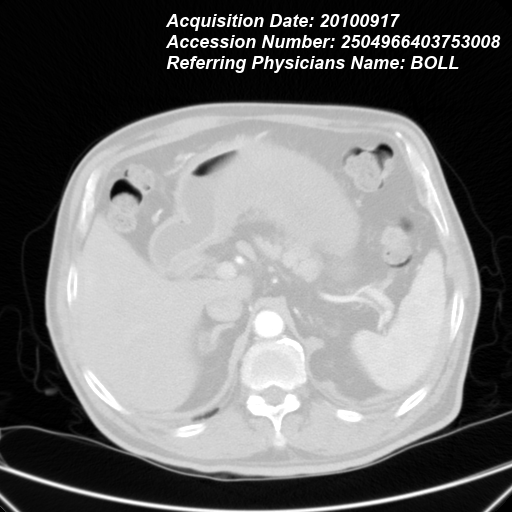 Acquisition Date: 20100917
Accession Number: 2504966403753008
Referring Physicians Name: BOLL